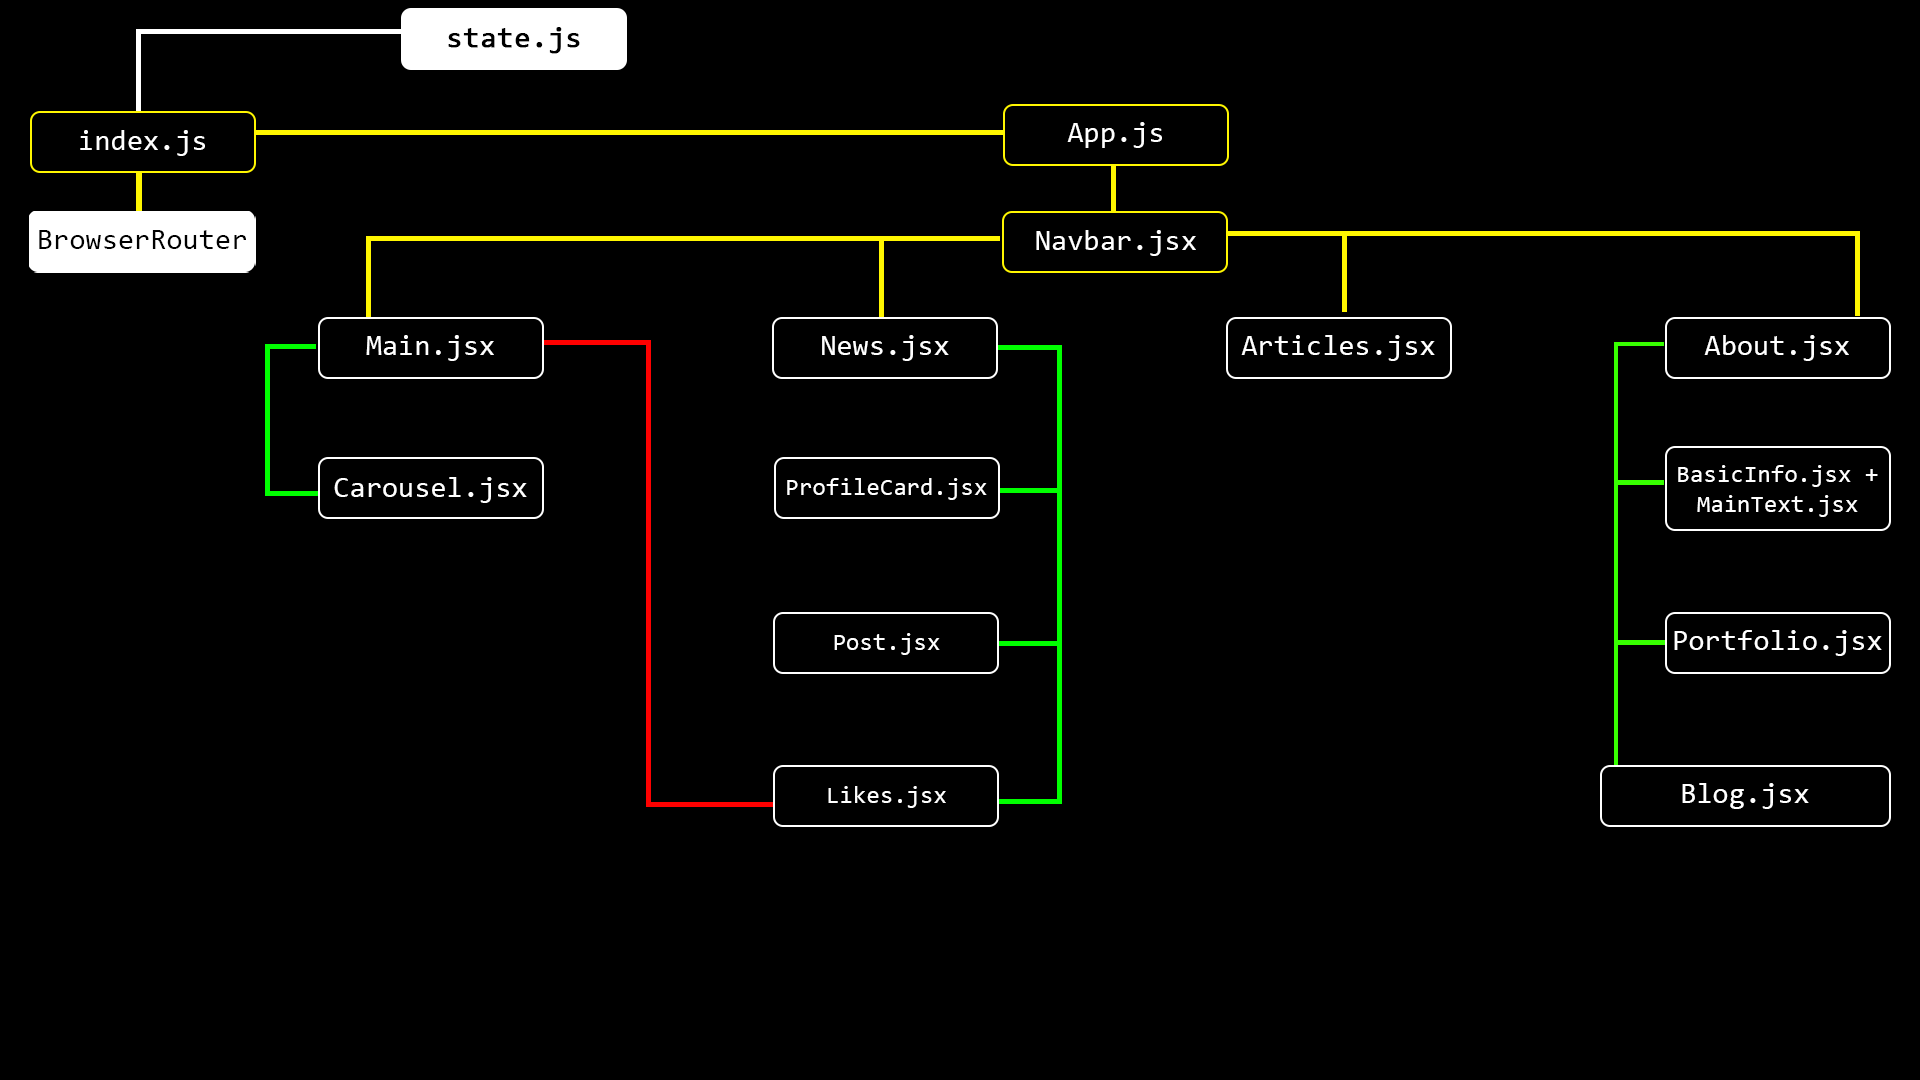 state.js
index.js
App.js
BrowserRouter
Navbar.jsx
Main.jsx
News.jsx
Articles.jsx
About.jsx
Carousel.jsx
ProfileCard.jsx
BasicInfo.jsx +
MainText.jsx
Post.jsx
Portfolio.jsx
Likes.jsx
Blog.jsx